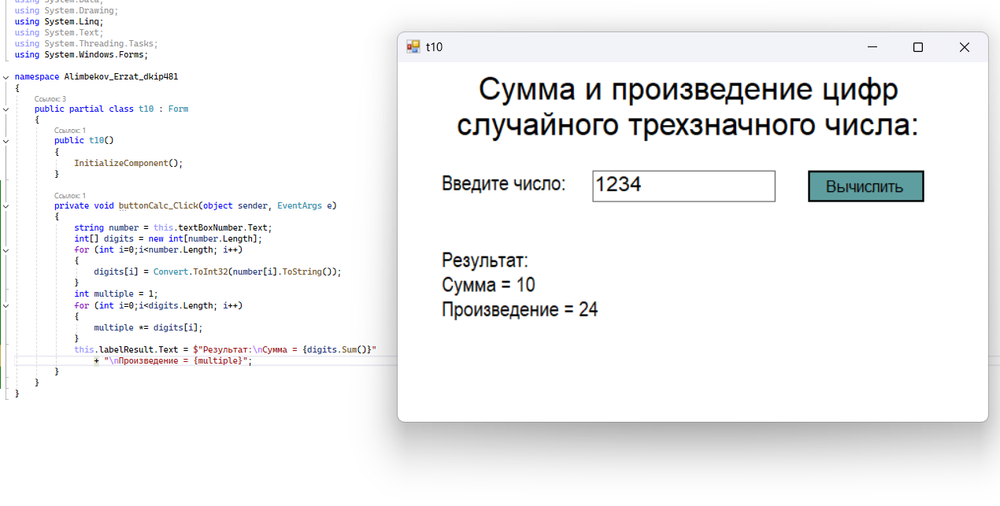 using System.Data;
using System.Drawing;
using System.Linq;
using System.Text;
using System.Threading.Tasks;
using System.Windows.Forms;
namespace Alimbekov_Erzat_dkip481
{
Ссылок: 3
public partial class t10 : Form
{
Ссылок: 1
public t10()
{
InitializeComponent();
}
Ссылок: 1
private void buttonCalc_Click(object sender, EventArgs e)
{
string number = this.textBoxNumber.Text;
int[] digits = new int[number.Length];
for (int i=0;i<number.Length; i++)
{
digits[i] = Convert.ToInt32(number[i].ToString());
}
int multiple = 1;
for (int i=0;i<digits.Length; i++)
{
multiple *= digits[i];
}
this.labelResult.Text = $"Результат:\nСумма = {digits.Sum()}"
+ "\nПроизведение = {multiple}";
}
}
}
t10
Сумма и произведение цифр
случайного трехзначного числа:
Введите число:
1234
Вычислить
Результат:
Сумма = 10
Произведение = 24